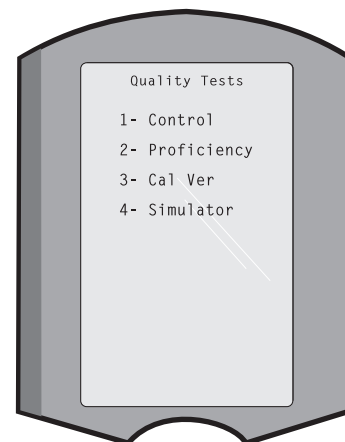 Quality Tests
1- Control
2- Proficiency
3- Cal Ver
4- Simulator